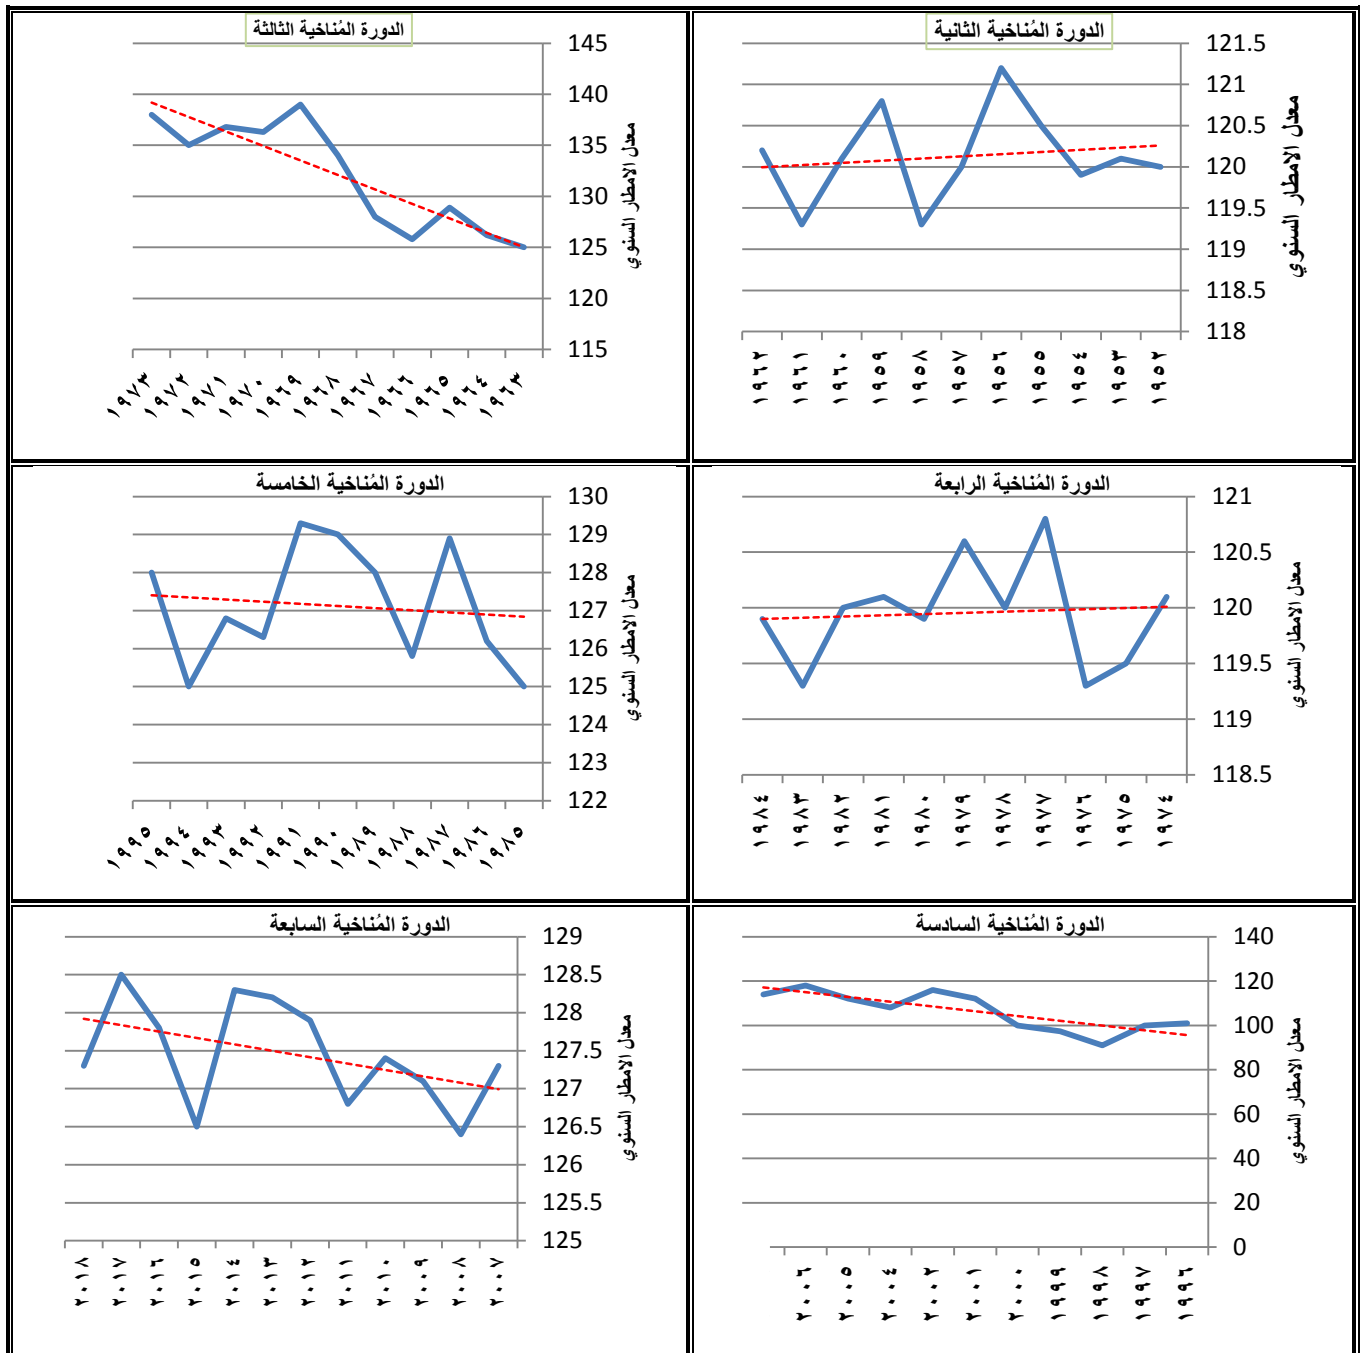 الدورة المُناخية الثانية
121.5
121
120.5
120
119.5
119
118.5
118
معدل الامطار السنوي
١٩٥٢ ١٩٥٣ ١٩٥٤ ١٩٥٥ ١٩٥٦ ١٩٥٧ ١٩٥٨ ١٩٥٩ ١٩٦٠ ١٩٦١ ١٩٦٢
الدورة المُناخية الثالثة
145
140
135
130
125
120
115
معدل الامطار السنوي
١٩٦٣ ١٩٦٤ ١٩٦٥ ١٩٦٦ ١٩٦٧ ١٩٦٨ ١٩٦٩ ١٩٧٠ ١٩٧١ ١٩٧٢ ١٩٧٣
الدورة المُناخية الرابعة
121
120.5
120
119.5
119
118.5
معدل الامطار السنوي
١٩٧٤ ١٩٧٥ ١٩٧٦ ١٩٧٧ ١٩٧٨ ١٩٧٩ ١٩٨٠ ١٩٨١ ١٩٨٢ ١٩٨٣ ١٩٨٤
الدورة المُناخية الخامسة
130
129
128
127
126
125
124
123
122
معدل الامطار السنوي
١٩٨٥ ١٩٨٦ ١٩٨٧ ١٩٨٨ ١٩٨٩ ١٩٩٠ ١٩٩١ ١٩٩٢ ١٩٩٣ ١٩٩٤ ١٩٩٥
الدورة المُناخية السادسة
140
120
100
80
60
40
20
0
معدل الامطار السنوي
١٩٩٦ ١٩٩٧ ١٩٩٨ ١٩٩٩ ٢٠٠٠ ٢٠٠١ ٢٠٠٢ ٢٠٠٤ ٢٠٠٥ ٢٠٠٦
الدورة المُناخية السابعة
129
128.5
128
127.5
127
126.5
126
125.5
125
معدل الامطار السنوي
٢٠٠٧ ٢٠٠٨ ٢٠٠٩ ٢٠١٠ ٢٠١١ ٢٠١٢ ٢٠١٣ ٢٠١٤ ٢٠١٥ ٢٠١٦ ٢٠١٧ ٢٠١٨